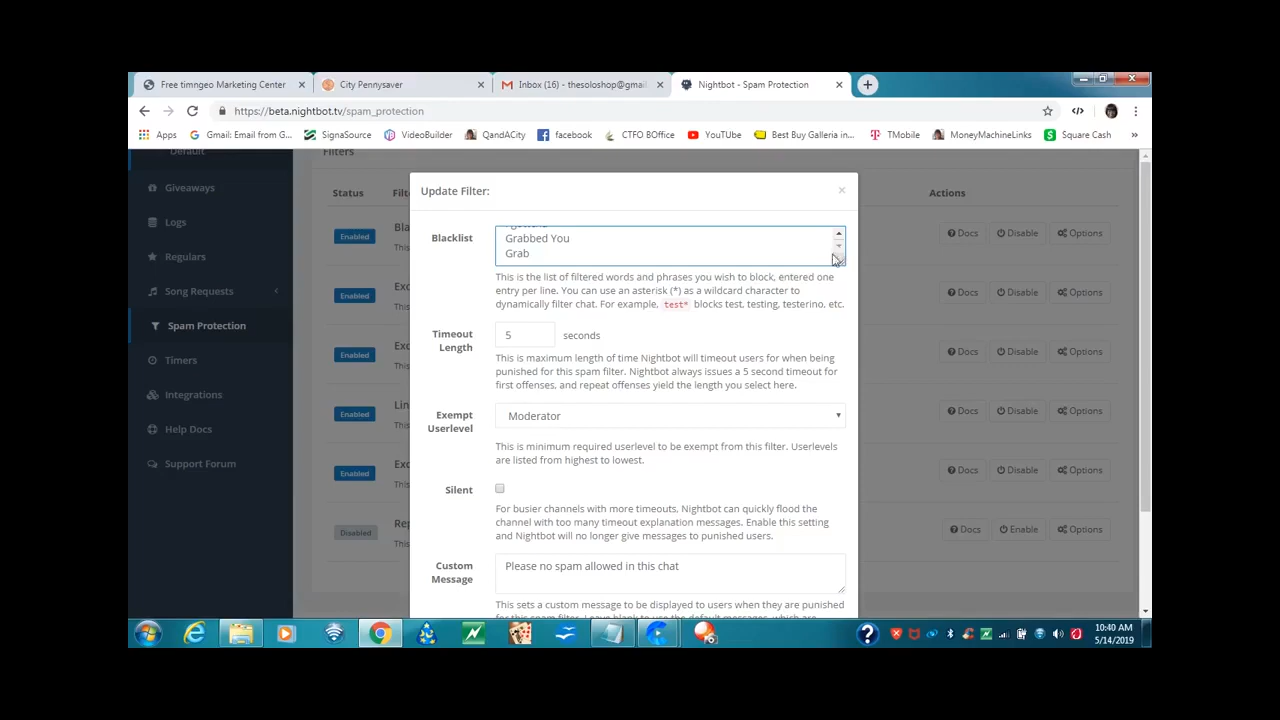 Free timngeo Marketing Center
City Pennysaver
Inbox (16) - thesoloshop@gmail
Nightbot - Spam Protection
https://beta.nightbot.tv/spam_protection
Apps
Gmail: Email from G...
SignaSource
VideoBuilder
QandACity
facebook
CTFO BOffice
YouTube
Best Buy Galleria in...
TMobile
MoneyMachineLinks
Square Cash
Default
Filters
Giveaways
Logs
Regulars
Song Requests
Spam Protection
Timers
Integrations
Help Docs
Support Forum
Status
Actions
Enabled
Docs
Disable
Options
Enabled
Docs
Disable
Options
Enabled
Docs
Disable
Options
Enabled
Docs
Disable
Options
Enabled
Docs
Disable
Options
Disabled
Docs
Enable
Options
Update Filter:
Blacklist
Grabbed You
Grab
This is the list of filtered words and phrases you wish to block, entered one
entry per line. You can use an asterisk (*) as a wildcard character to
dynamically filter chat. For example, test* blocks test, testing, testerino, etc.
Timeout
Length
5 seconds
This is maximum length of time Nightbot will timeout users for when being
punished for this spam filter. Nightbot always issues a 5 second timeout for
first offenses, and repeat offenses yield the length you select here.
Exempt
Userlevel
Moderator
This is minimum required userlevel to be exempt from this filter. Userlevels
are listed from highest to lowest.
Silent
For busier channels with more timeouts, Nightbot can quickly flood the
channel with too many timeout explanation messages. Enable this setting
and Nightbot will no longer give messages to punished users.
Custom
Message
Please no spam allowed in this chat
This sets a custom message to be displayed to users when they are punished
10:40 AM
5/14/2019